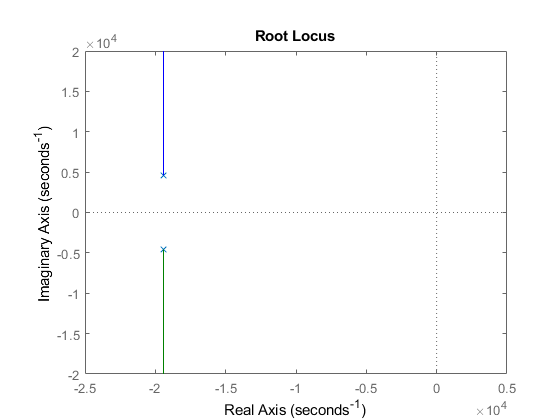 Root Locus
×10^4
2
1.5
1
0.5
0
-0.5
-1
-1.5
-2
Imaginary Axis (seconds^-1)
-2.5 -2 -1.5 -1 -0.5 0 0.5
Real Axis (seconds^-1)
×10^4